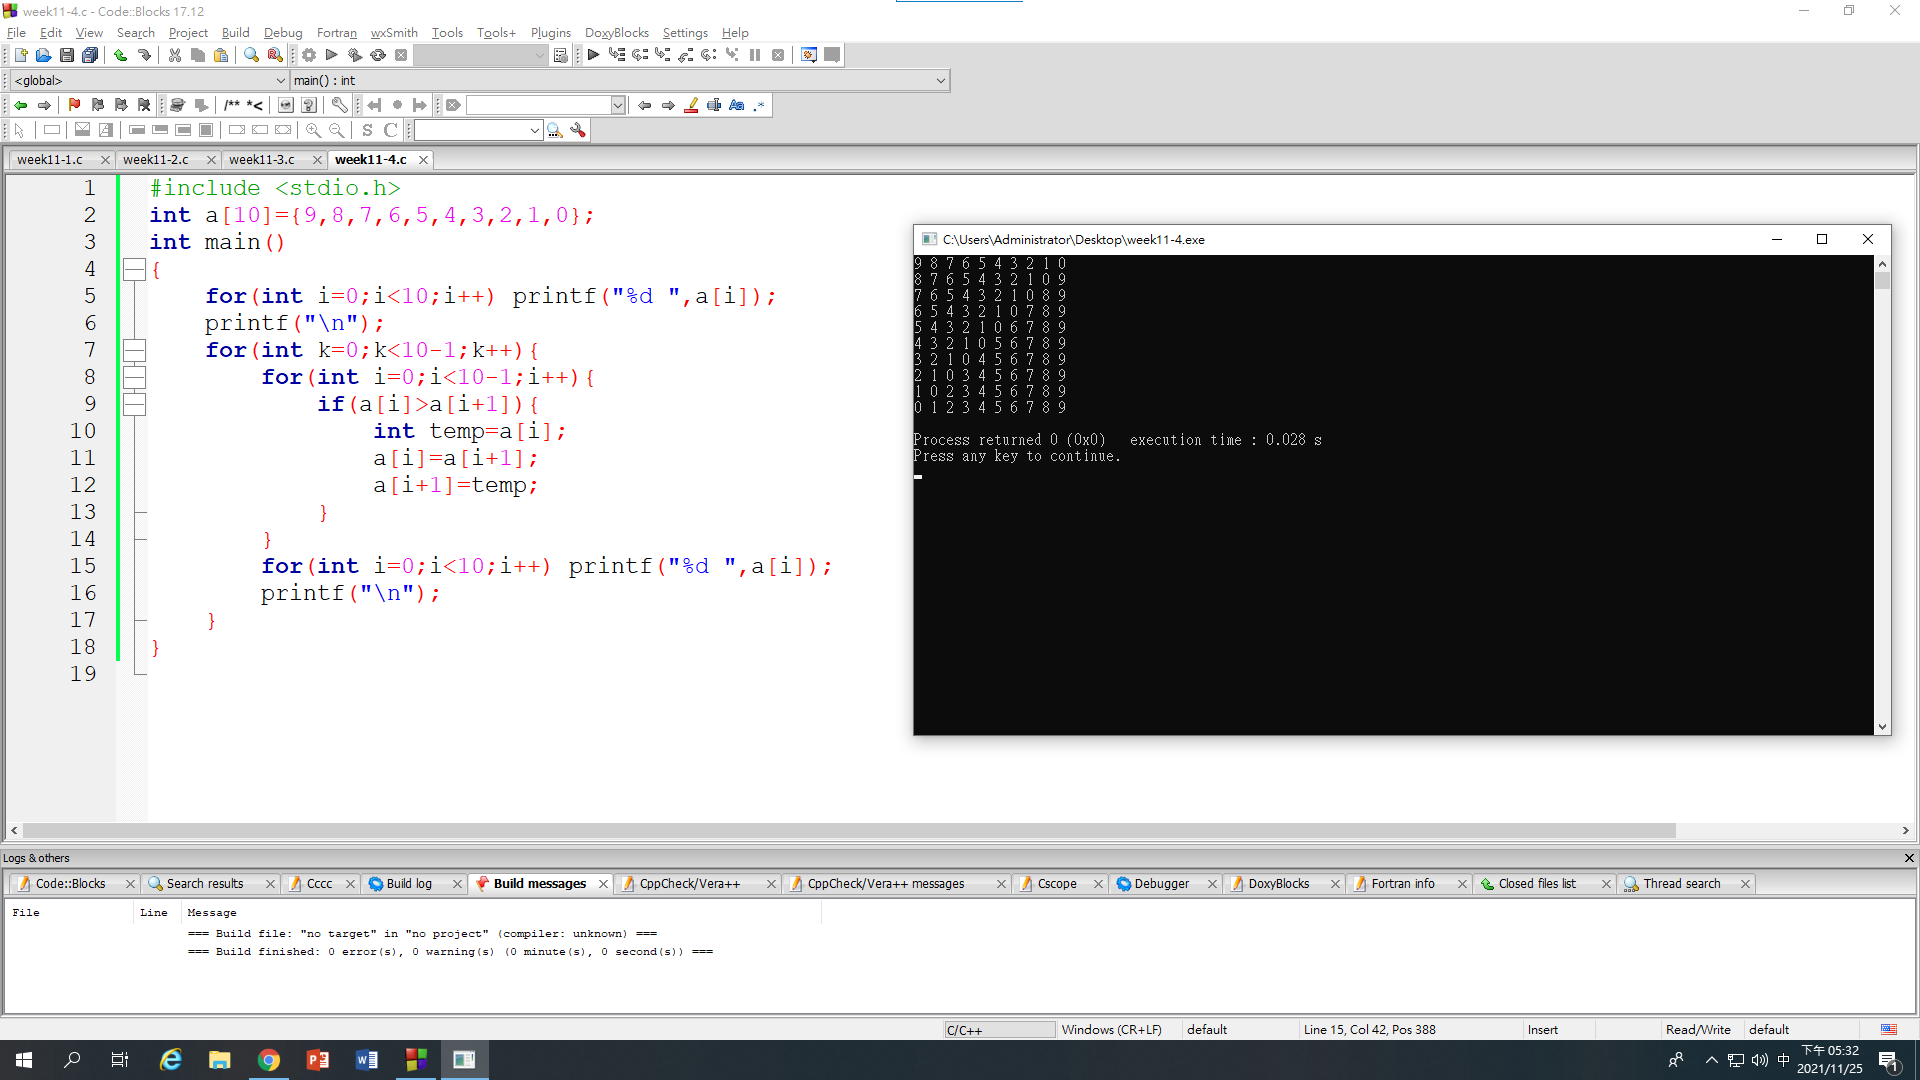 week11-4.c - Code::Blocks 17.12
File Edit View Search Project Build Debug Fortran wxSmith Tools Tools+ Plugins DoxyBlocks Settings Help
<global> main() : int
/** *<
Aa .*
S C
week11-1.c week11-2.c week11-3.c week11-4.c
1 #include <stdio.h>
2 int a[10]={9,8,7,6,5,4,3,2,1,0};
3 int main()
4 {
5 for(int i=0;i<10;i++) printf("%d ",a[i]);
6 printf("\n");
7 for(int k=0;k<10-1;k++){
8 for(int i=0;i<10-1;i++){
9 if(a[i]>a[i+1]){
10 int temp=a[i];
11 a[i]=a[i+1];
12 a[i+1]=temp;
13 }
14 }
15 for(int i=0;i<10;i++) printf("%d ",a[i]);
16 printf("\n");
17 }
18 }
19
C:\Users\Administrator\Desktop\week11-4.exe
9 8 7 6 5 4 3 2 1 0
8 7 6 5 4 3 2 1 0 9
7 6 5 4 3 2 1 0 8 9
6 5 4 3 2 1 0 7 8 9
5 4 3 2 1 0 6 7 8 9
4 3 2 1 0 5 6 7 8 9
3 2 1 0 4 5 6 7 8 9
2 1 0 3 4 5 6 7 8 9
1 0 2 3 4 5 6 7 8 9
0 1 2 3 4 5 6 7 8 9
Process returned 0 (0x0) execution time : 0.028 s
Press any key to continue.
Logs & others
Code::Blocks Search results Cccc Build log Build messages CppCheck/Vera++ CppCheck/Vera++ messages Cscope Debugger DoxyBlocks Fortran info Closed files list Thread search
File Line Message
=== Build file: "no target" in "no project" (compiler: unknown) ===
=== Build finished: 0 error(s), 0 warning(s) (0 minute(s), 0 second(s)) ===
C/C++ Windows (CR+LF) default Line 15, Col 42, Pos 388 Insert Read/Write default
中 下午 05:32
2021/11/25
1